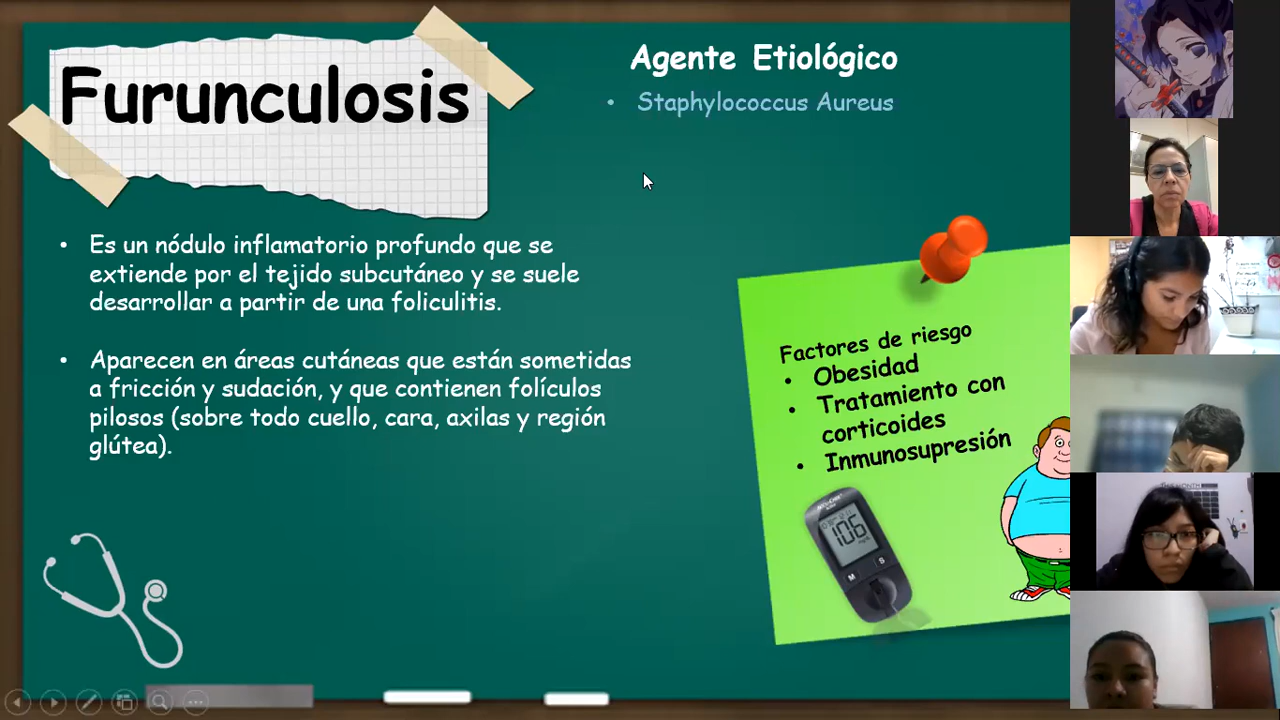 Furunculosis
Agente Etiológico
• Staphylococcus Aureus
• Es un nódulo inflamatorio profundo que se
extiende por el tejido subcutáneo y se suele
desarrollar a partir de una foliculitis.
• Aparecen en áreas cutáneas que están sometidas
a fricción y sudación, y que contienen folículos
pilosos (sobre todo cuello, cara, axilas y región
glútea).
Factores de riesgo
• Obesidad
• Tratamiento con
corticoides
• Inmunosupresión
106
M
S